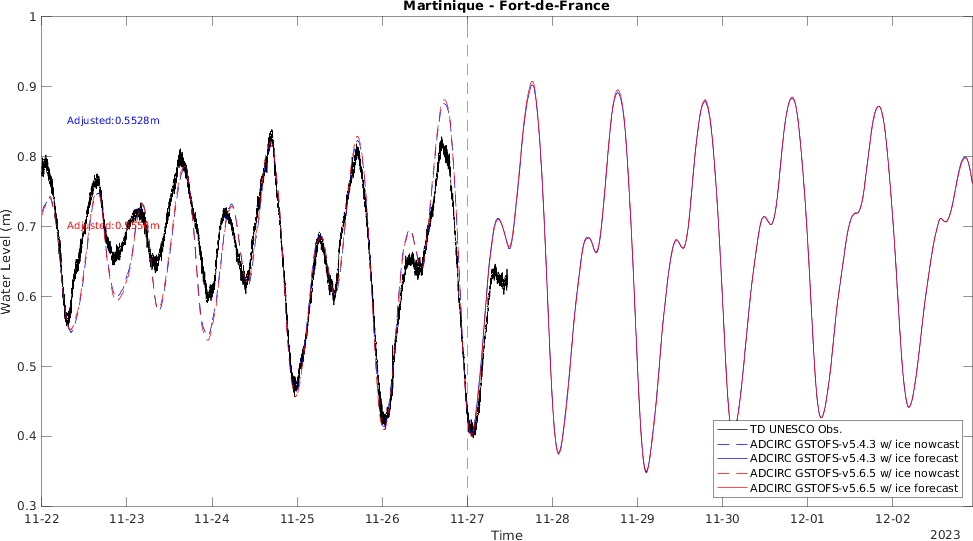 Martinique - Fort-de-France
1
0.9
0.8
0.7
0.6
0.5
0.4
0.3
Water Level (m)
Adjusted:0.5528m
TD UNESCO Obs.
ADCIRC GSTOFS-v5.4.3 w/ ice nowcast
ADCIRC GSTOFS-v5.4.3 w/ ice forecast
ADCIRC GSTOFS-v5.6.5 w/ ice nowcast
ADCIRC GSTOFS-v5.6.5 w/ ice forecast
11-22
11-23
11-24
11-25
11-26
11-27
11-28
11-29
11-30
12-01
12-02
Time
2023